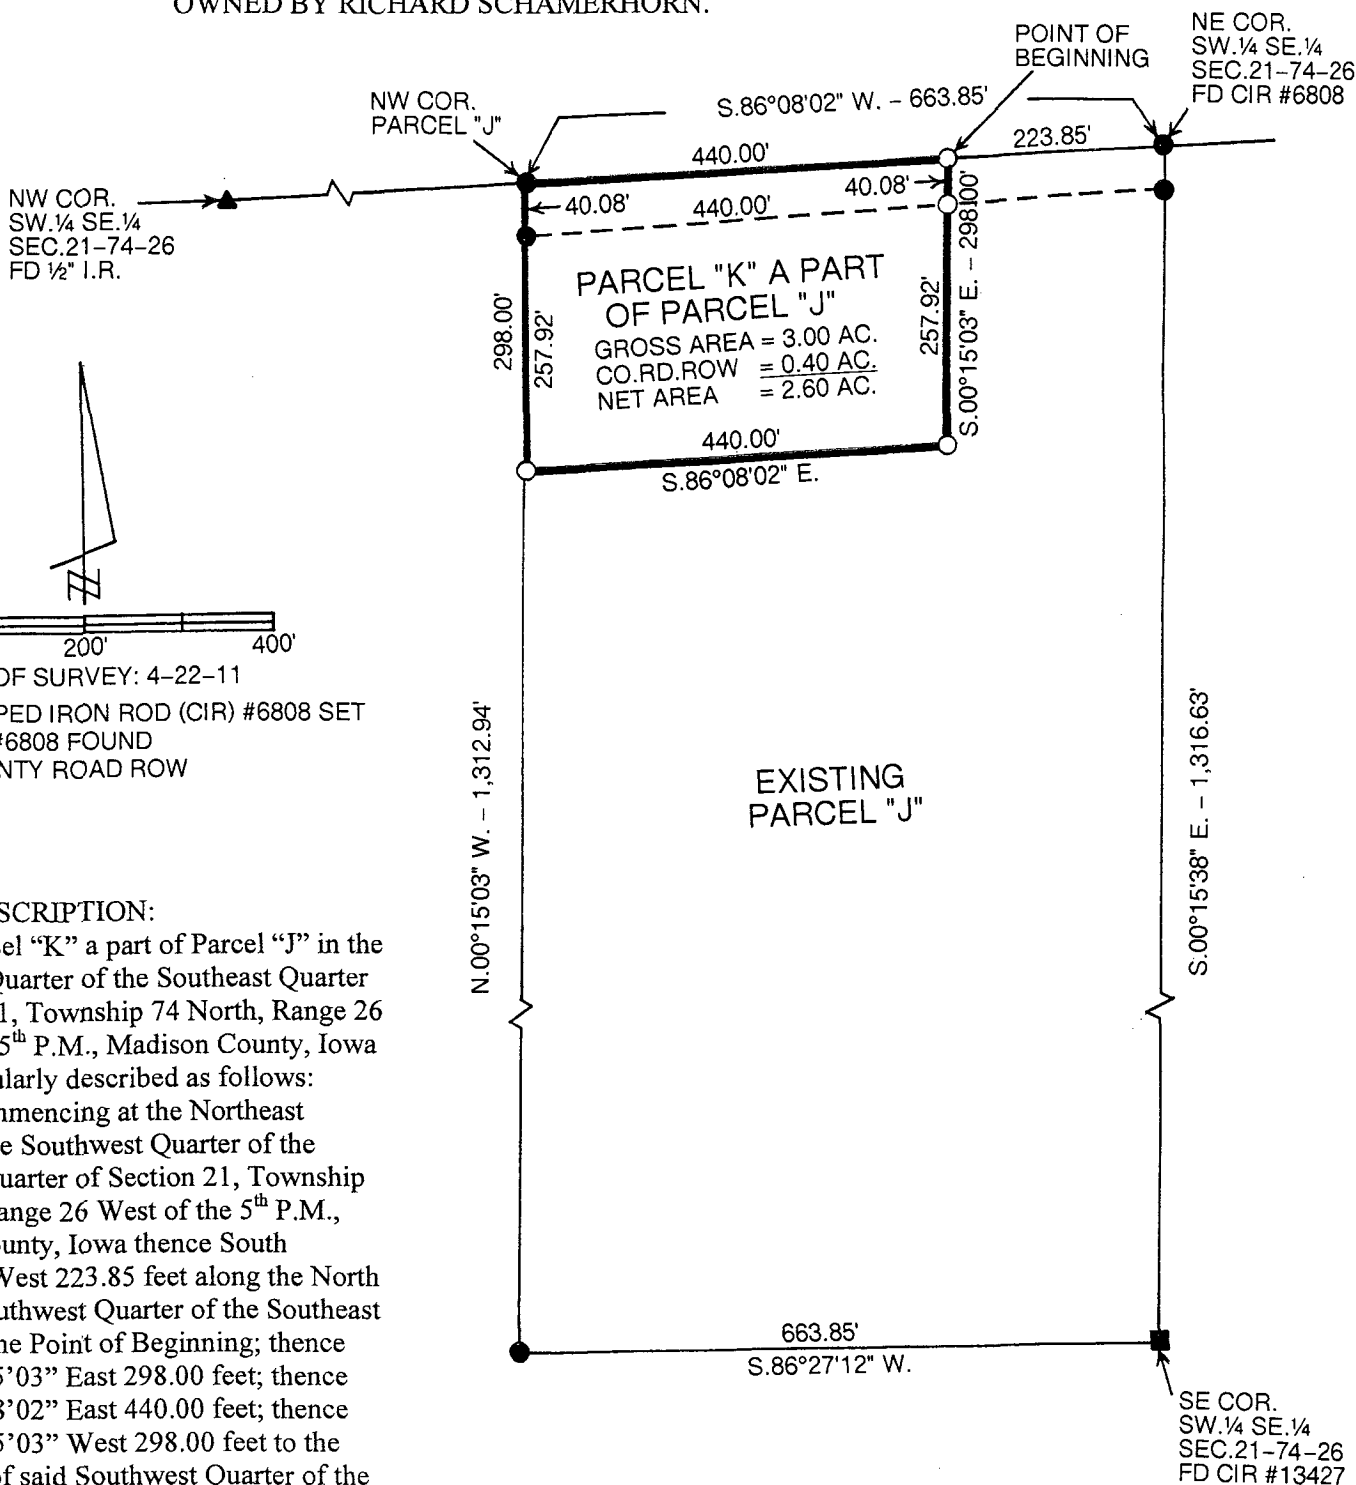 OWNED BY RICHARD SCHAMERHORN.
POINT OF
BEGINNING
NE COR.
SW.¼ SE.¼
SEC.21–74–26
FD CIR #6808
NW COR.
PARCEL "J"
S.86°08'02" W. – 663.85'
440.00'
223.85'
NW COR.
SW.¼ SE.¼
SEC.21–74–26
FD ½" I.R.
40.08'
440.00'
40.08'
PARCEL "K" A PART
OF PARCEL "J"
GROSS AREA = 3.00 AC.
CO.RD.ROW = 0.40 AC.
NET AREA = 2.60 AC.
298.00'
257.92'
257.92'
S.00°15'03" E. – 298.00'
440.00'
S.86°08'02" E.
N
200'
400'
OF SURVEY: 4–22–11
PED IRON ROD (CIR) #6808 SET
#6808 FOUND
NTY ROAD ROW
N.00°15'03" W. – 1,312.94'
EXISTING
PARCEL "J"
S.00°15'38" E. – 1,316.63'
SCRIPTION:
sel “K” a part of Parcel “J” in the
Quarter of the Southeast Quarter
1, Township 74 North, Range 26
5th P.M., Madison County, Iowa
ularly described as follows:
nmencing at the Northeast
e Southwest Quarter of the
uarter of Section 21, Township
ange 26 West of the 5th P.M.,
ounty, Iowa thence South
West 223.85 feet along the North
uthwest Quarter of the Southeast
he Point of Beginning; thence
5’03” East 298.00 feet; thence
8’02” East 440.00 feet; thence
5’03” West 298.00 feet to the
of said Southwest Quarter of the
663.85'
S.86°27'12" W.
SE COR.
SW.¼ SE.¼
SEC.21–74–26
FD CIR #13427